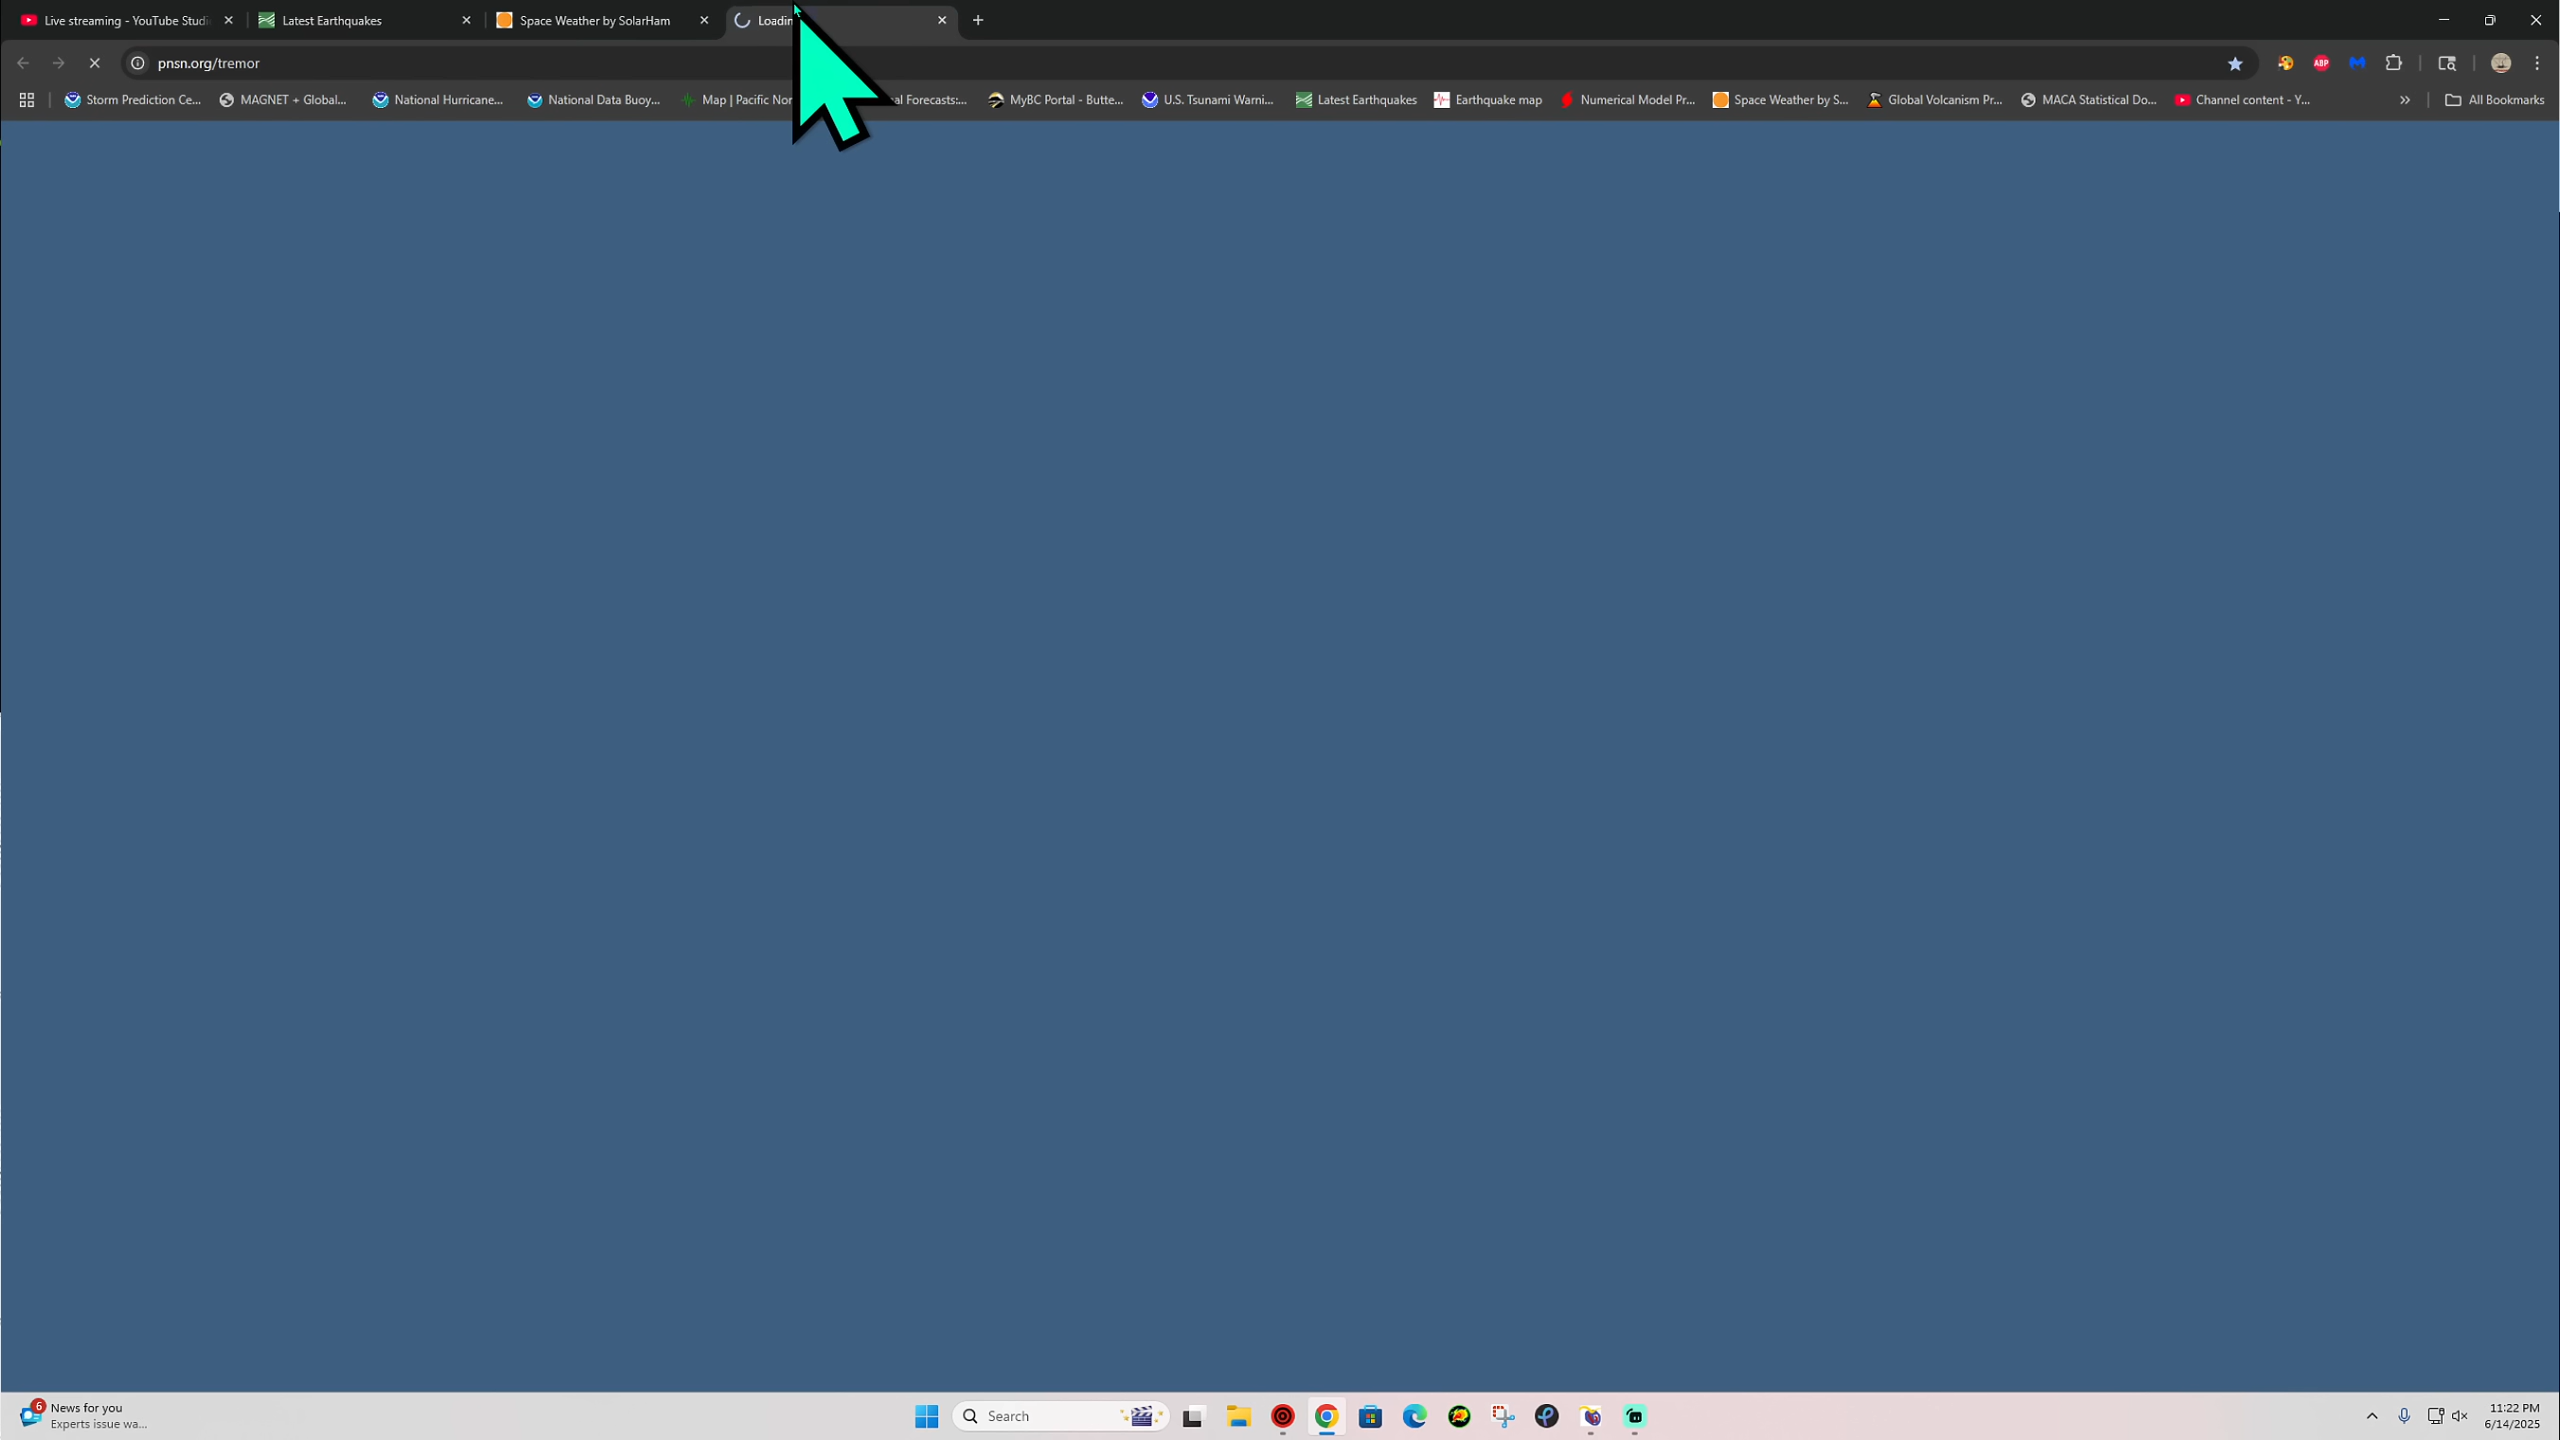 Live streaming - YouTube Studi
Latest Earthquakes
Space Weather by SolarHam
Loadin
pnsn.org/tremor
ABP
Storm Prediction Ce...
MAGNET + Global...
National Hurricane...
National Data Buoy...
Map | Pacific Nor
al Forecasts:...
MyBC Portal - Butte...
U.S. Tsunami Warni...
Latest Earthquakes
Earthquake map
Numerical Model Pr...
Space Weather by S...
Global Volcanism Pr...
MACA Statistical Do...
Channel content - Y...
All Bookmarks
6
News for you
Experts issue wa...
Search
11:22 PM
6/14/2025